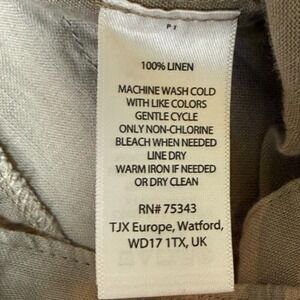 P1
100% LINEN
MACHINE WASH COLD
WITH LIKE COLORS
GENTLE CYCLE
ONLY NON-CHLORINE
BLEACH WHEN NEEDED
LINE DRY
WARM IRON IF NEEDED
OR DRY CLEAN
RN# 75343
TJX Europe, Watford,
WD17 1TX, UK